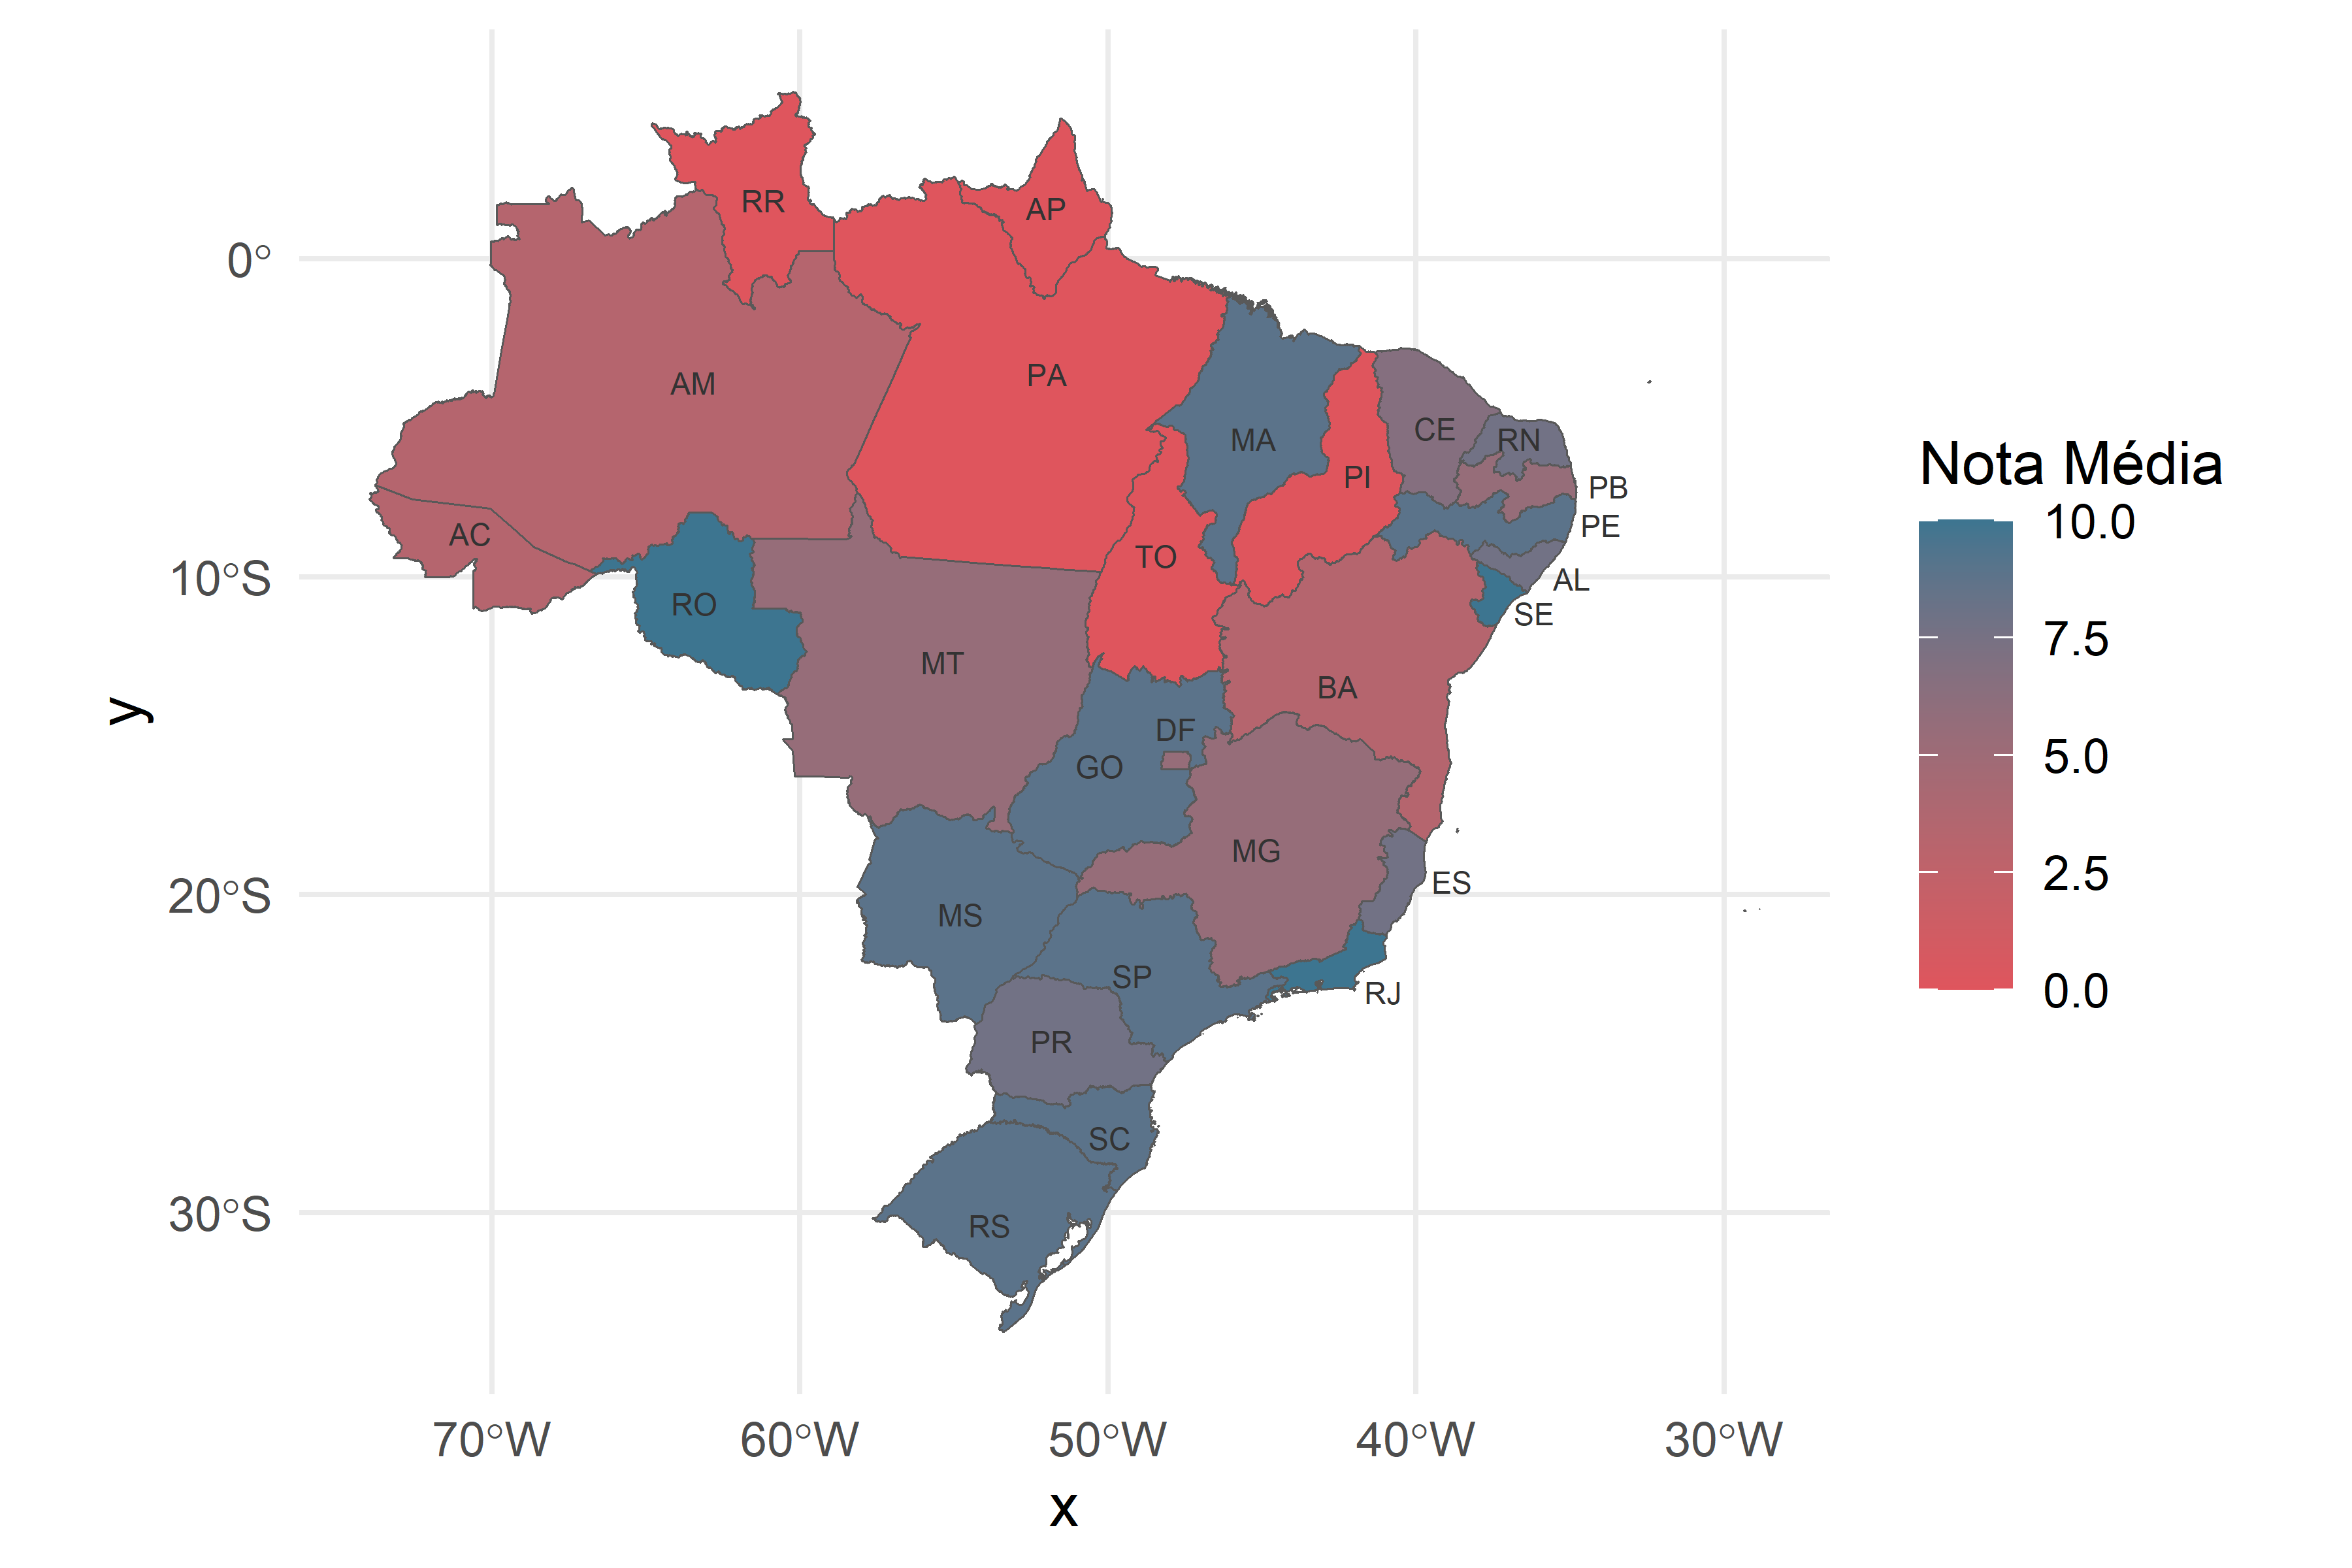 RR
AP
0°
AM
PA
CE
RN
MA
Nota Média
PI
PB
10.0
PE
AC
TO
10°S
AL
RO
SE
7.5
MT
BA
y
DF
GO
5.0
MG
2.5
ES
20°S
MS
SP
RJ
0.0
PR
SC
30°S
RS
70°W 60°W 50°W 40°W 30°W
x